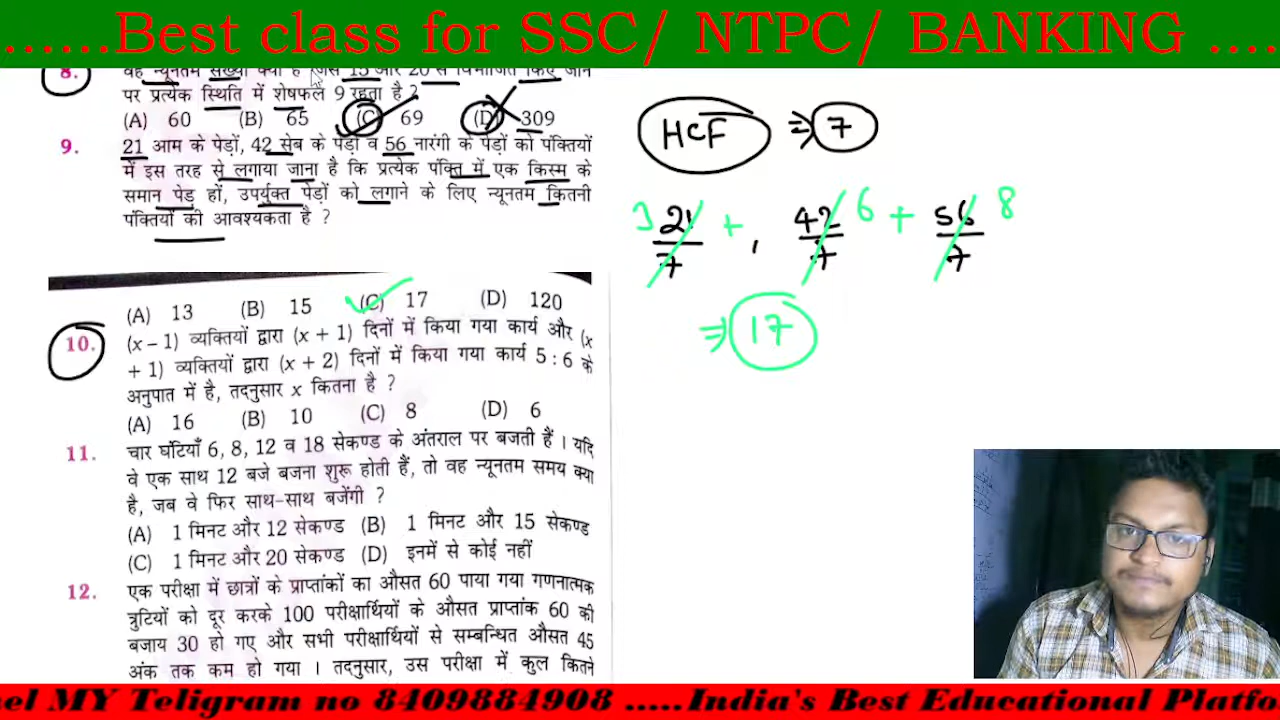 ......Best class for SSC/ NTPC/ BANKING ....
8. वह न्यूनतम संख्या क्या है जिसे 15 और 20 से विभाजित किए जाने
पर प्रत्येक स्थिति में शेषफल 9 रहता है ?
(A) 60 (B) 65 (C) 69 (D) 309
9. 21 आम के पेड़ों, 42 सेब के पेड़ों व 56 नारंगी के पेड़ों को पंक्तियों
में इस तरह से लगाया जाना है कि प्रत्येक पंक्ति में एक किस्म के
समान पेड़ हों, उपर्युक्त पेड़ों को लगाने के लिए न्यूनतम कितनी
पंक्तियों की आवश्यकता है ?
(A) 13 (B) 15 (C) 17 (D) 120
10. (x – 1) व्यक्तियों द्वारा (x + 1) दिनों में किया गया कार्य और (x
+ 1) व्यक्तियों द्वारा (x + 2) दिनों में किया गया कार्य 5 : 6 के
अनुपात में है, तद्नुसार x कितना है ?
(A) 16 (B) 10 (C) 8 (D) 6
11. चार घंटियाँ 6, 8, 12 व 18 सेकण्ड के अंतराल पर बजती हैं । यदि
वे एक साथ 12 बजे बजना शुरू होती हैं, तो वह न्यूनतम समय क्या
है, जब वे फिर साथ-साथ बजेंगी ?
(A) 1 मिनट और 12 सेकण्ड (B) 1 मिनट और 15 सेकण्ड
(C) 1 मिनट और 20 सेकण्ड (D) इनमें से कोई नहीं
12. एक परीक्षा में छात्रों के प्राप्तांकों का औसत 60 पाया गया गणनात्मक
त्रुटियों को दूर करके 100 परीक्षार्थियों के औसत प्राप्तांक 60 की
बजाय 30 हो गए और सभी परीक्षार्थियों से सम्बन्धित औसत 45
अंक तक कम हो गया । तदनुसार, उस परीक्षा में कुल कितने
HCF ⇒ 7
3 21/7 + , 42/7 6 + 56/7 8
⇒ 17
el MY Teligram no 8409884908 .....India's Best Educational Platfo